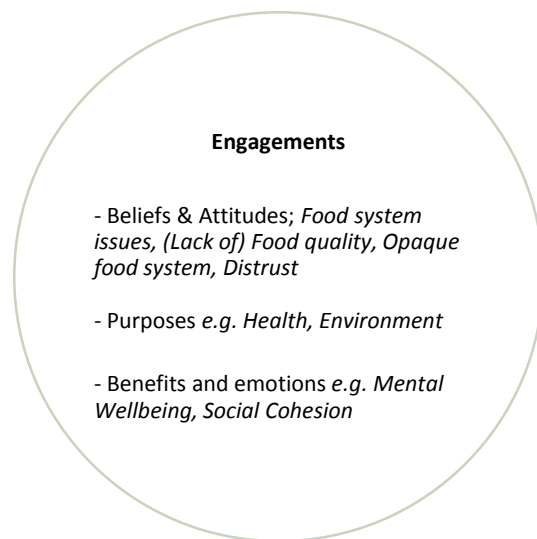 Engagements
- Beliefs & Attitudes; Food system
issues, (Lack of) Food quality, Opaque
food system, Distrust
- Purposes e.g. Health, Environment
- Benefits and emotions e.g. Mental
Wellbeing, Social Cohesion